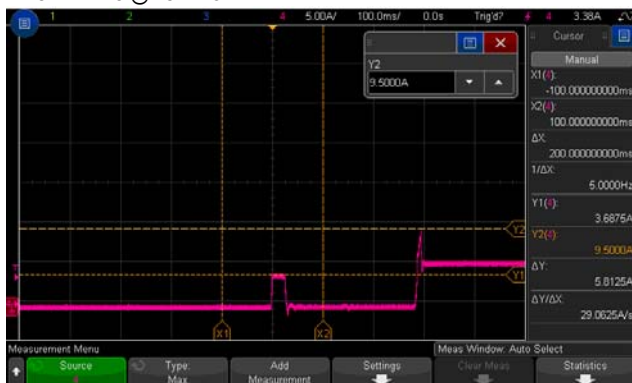 1 2 3 4 5.00A/ 100.0ms/ 0.0s Trig'd? 4 3.38A
Cursor
Manual
Y2
9.5000A
X1(4):
-100.000000000ms
X2(4):
100.000000000ms
ΔX:
200.000000000ms
1/ΔX:
5.0000Hz
Y1(4):
3.6875A
Y2(4):
9.5000A
ΔY:
5.8125A
ΔY/ΔX:
29.0625A/s
Y2
Y1
X1 X2
Measurement Menu Meas Window: Auto Select
Source Type: Add Settings Clear Meas Statistics
Max Measurement